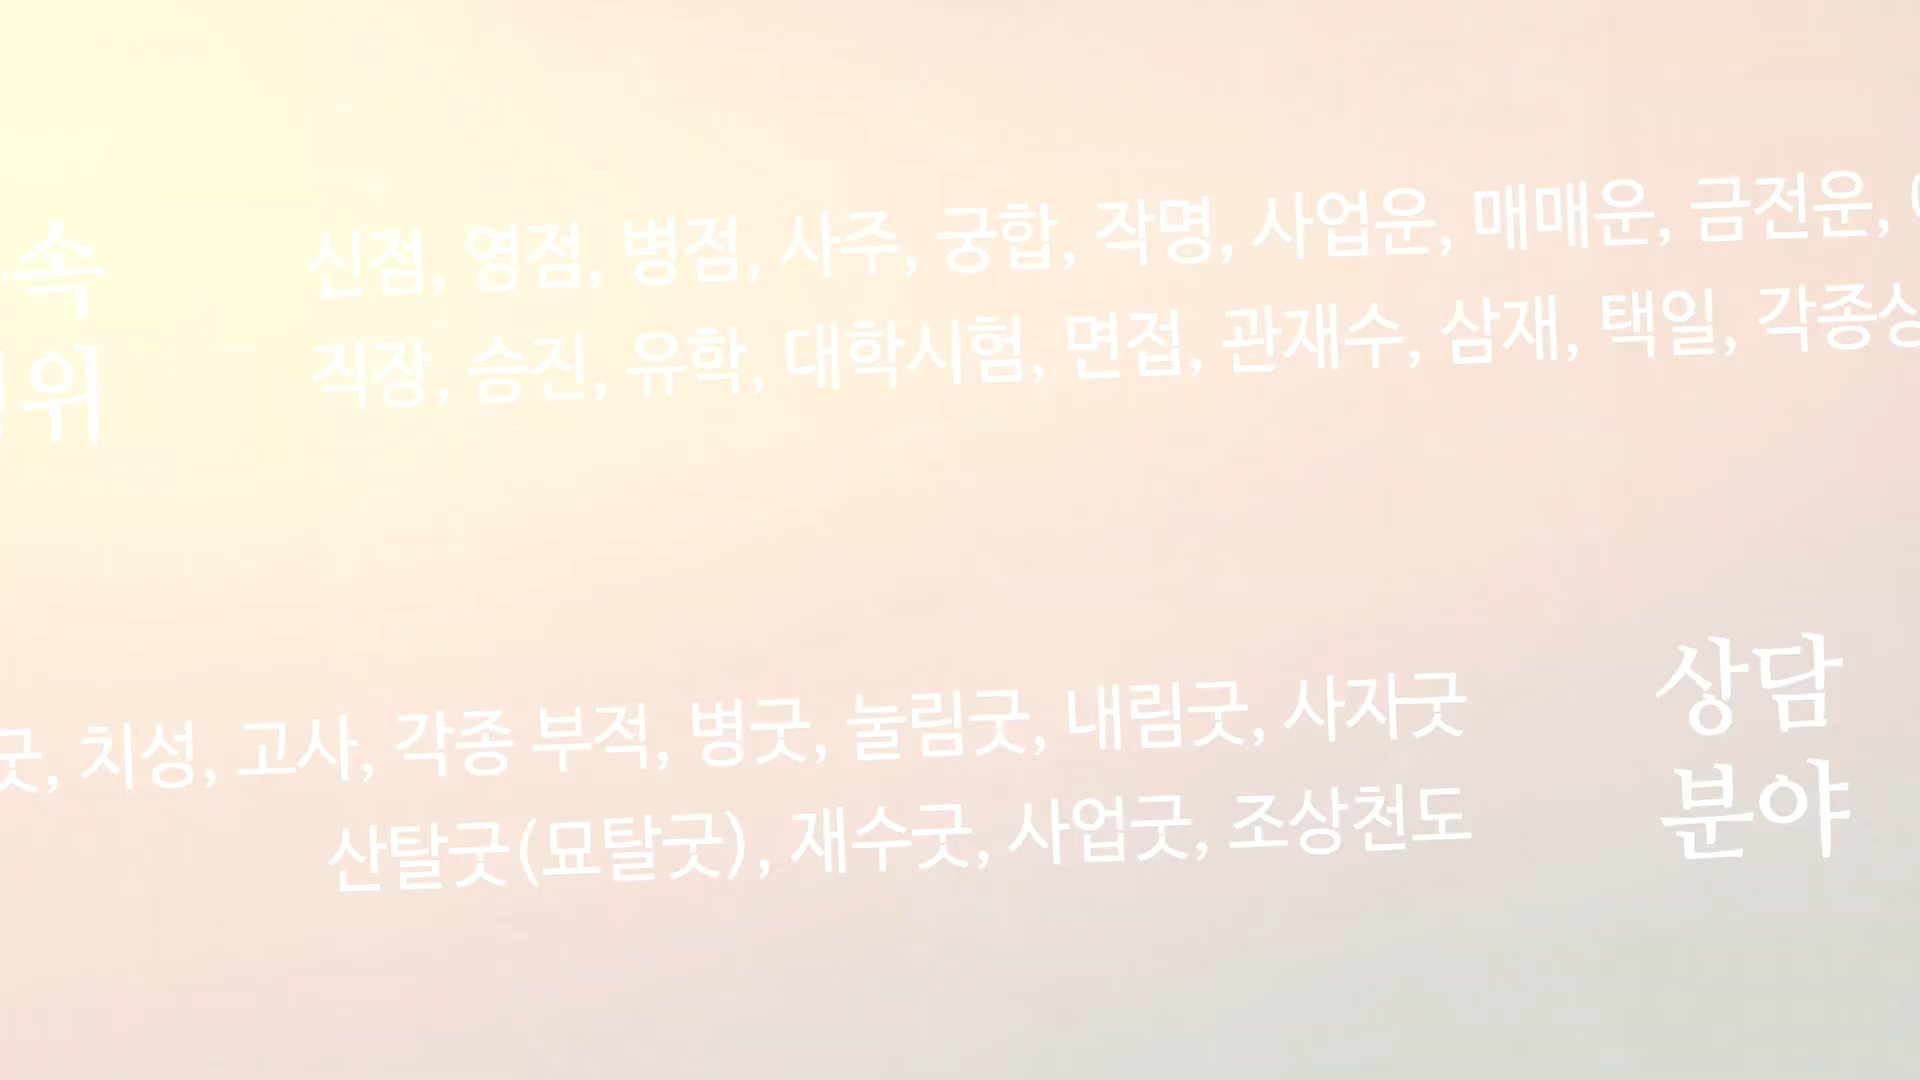 속
위
신점, 영점, 병점, 사주, 궁합, 작명, 사업운, 매매운, 금전운,
직장, 승진, 유학, 대학시험, 면접, 관재수, 삼재, 택일, 각종상
굿, 치성, 고사, 각종 부적, 병굿, 눌림굿, 내림굿, 사자굿
산탈굿(묘탈굿), 재수굿, 사업굿, 조상천도
상담
분야